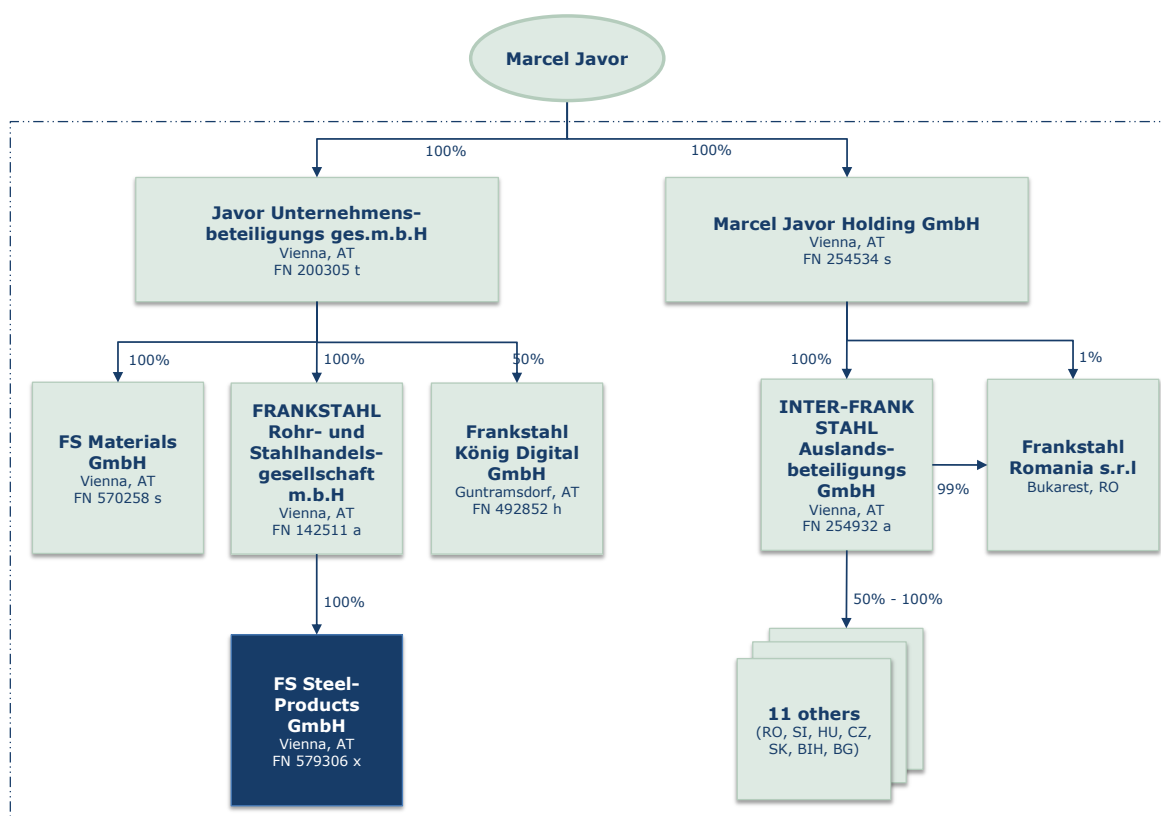 Marcel Javor
100%
100%
Javor Unternehmens-
beteiligungs ges.m.b.H
Vienna, AT
FN 200305 t
Marcel Javor Holding GmbH
Vienna, AT
FN 254534 s
100%
100%
50%
100%
1%
FS Materials
GmbH
Vienna, AT
FN 570258 s
FRANKSTAHL
Rohr- und
Stahlhandels-
gesellschaft
m.b.H
Vienna, AT
FN 142511 a
Frankstahl
König Digital
GmbH
Guntramsdorf, AT
FN 492852 h
INTER-FRANK
STAHL
Auslands-
beteiligungs
GmbH
Vienna, AT
FN 254932 a
99%
Frankstahl
Romania s.r.l
Bukarest, RO
100%
50% - 100%
FS Steel-
Products
GmbH
Vienna, AT
FN 579306 x
11 others
(RO, SI, HU, CZ,
SK, BIH, BG)